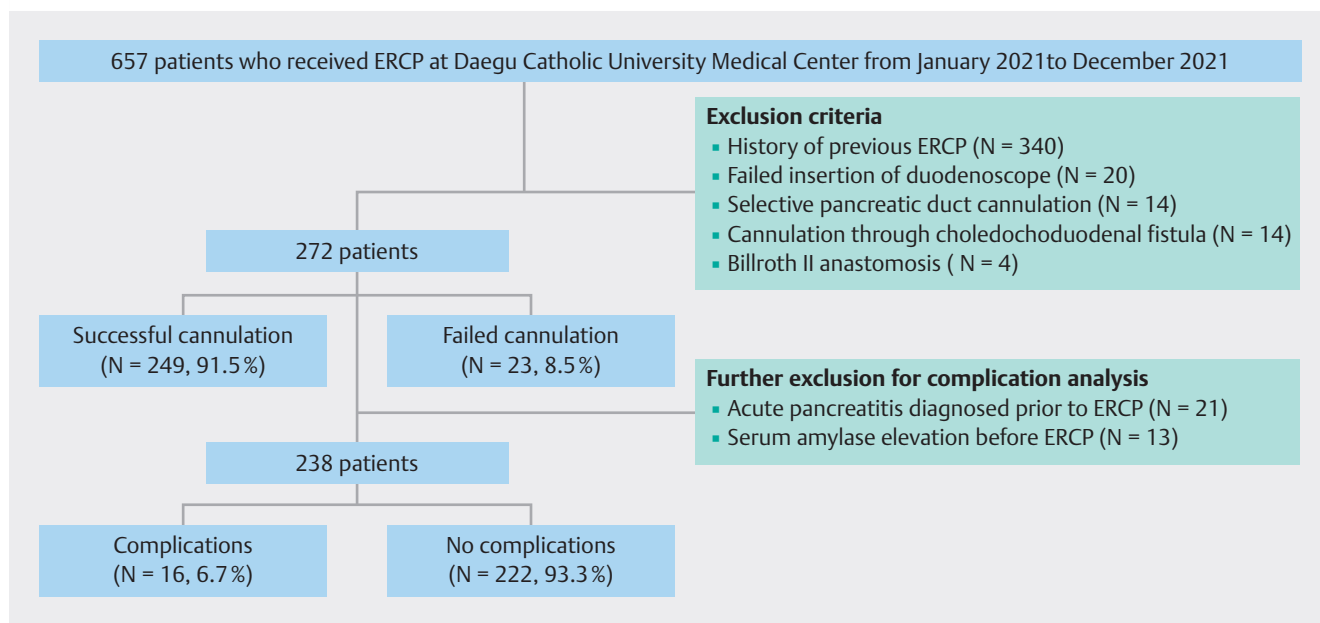 657 patients who received ERCP at Daegu Catholic University Medical Center from January 2021to December 2021
Exclusion criteria
▪ History of previous ERCP (N = 340)
▪ Failed insertion of duodenoscope (N = 20)
▪ Selective pancreatic duct cannulation (N = 14)
▪ Cannulation through choledochoduodenal fistula (N = 14)
▪ Billroth II anastomosis ( N = 4)
272 patients
Successful cannulation
(N = 249, 91.5 %)
Failed cannulation
(N = 23, 8.5 %)
Further exclusion for complication analysis
▪ Acute pancreatitis diagnosed prior to ERCP (N = 21)
▪ Serum amylase elevation before ERCP (N = 13)
238 patients
Complications
(N = 16, 6.7 %)
No complications
(N = 222, 93.3 %)